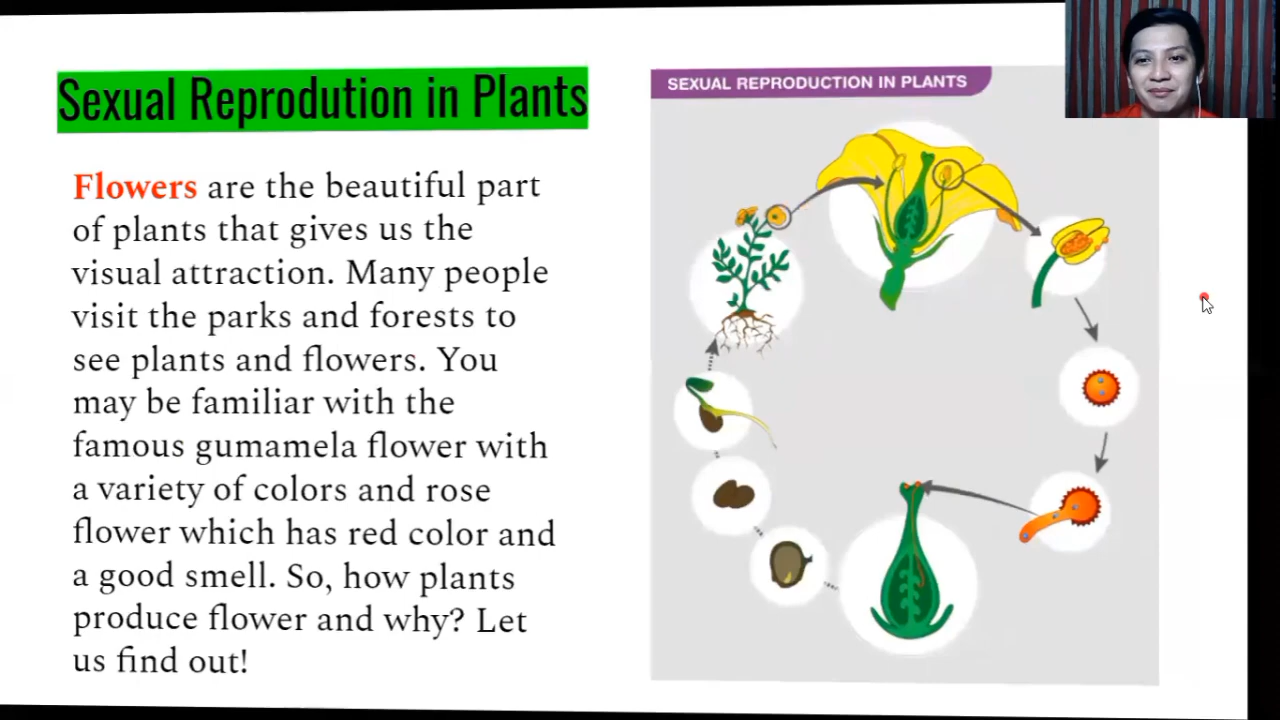 Sexual Reprodution in Plants
Flowers are the beautiful part
of plants that gives us the
visual attraction. Many people
visit the parks and forests to
see plants and flowers. You
may be familiar with the
famous gumamela flower with
a variety of colors and rose
flower which has red color and
a good smell. So, how plants
produce flower and why? Let
us find out!
SEXUAL REPRODUCTION IN PLANTS